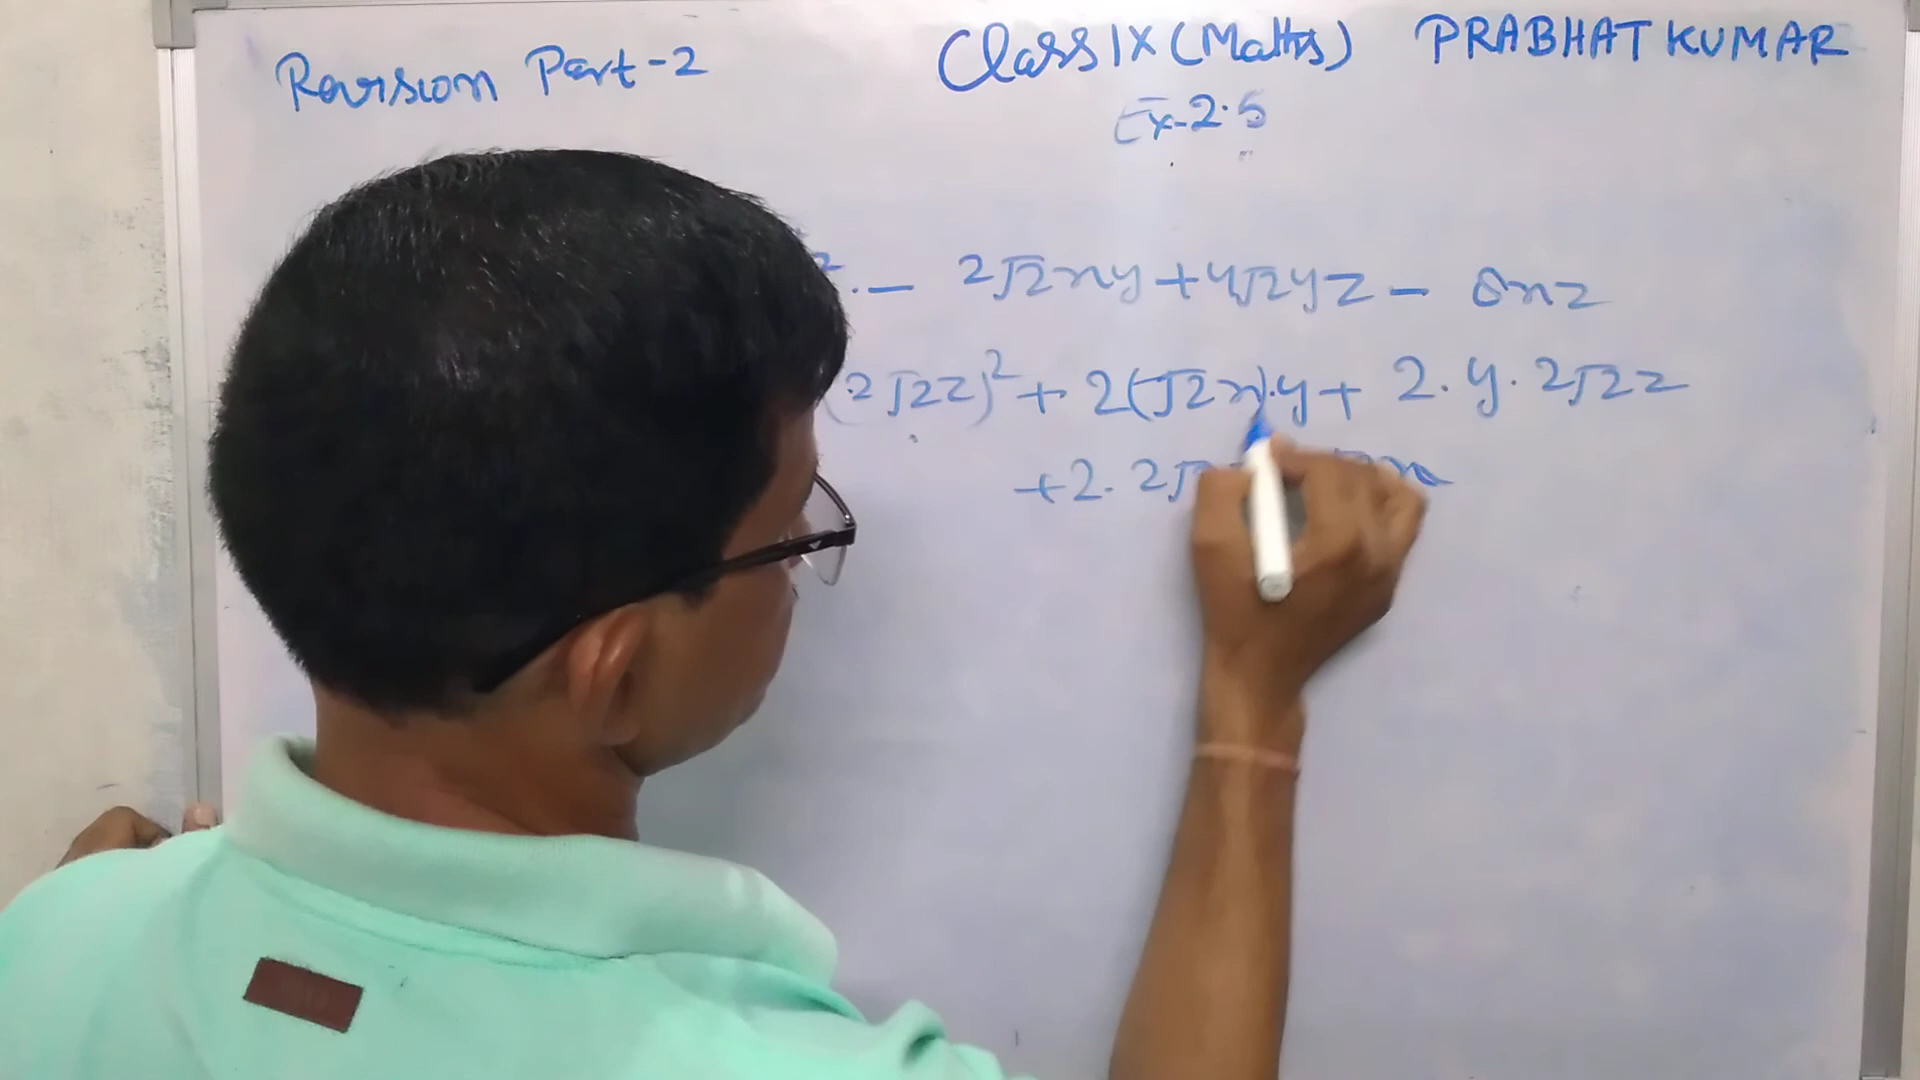 Revision Part-2
Class IX (Maths) PRABHAT KUMAR
Ex-2.5
2 - 2√2xy + 4√2yz - 8xz
(2√2z)² + 2(-√2x).y + 2.y.2√2z
+2. 2√ x